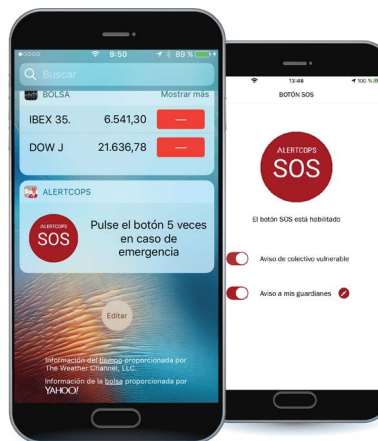 9:50
89 %
Buscar
BOLSA
Mostrar más
IBEX 35.
6.541,30
DOW J
21.636,78
ALERTCOPS
ALERTCOPS
SOS
Pulse el botón 5 veces
en caso de
emergencia
Editar
Información del tiempo proporcionada por
The Weather Channel, LLC.
Información de la bolsa proporcionada por
YAHOO!
13:48
100 %
BOTÓN SOS
ALERTCOPS
SOS
El botón SOS está habilitado
Aviso de colectivo vulnerable
Aviso a mis guardianes